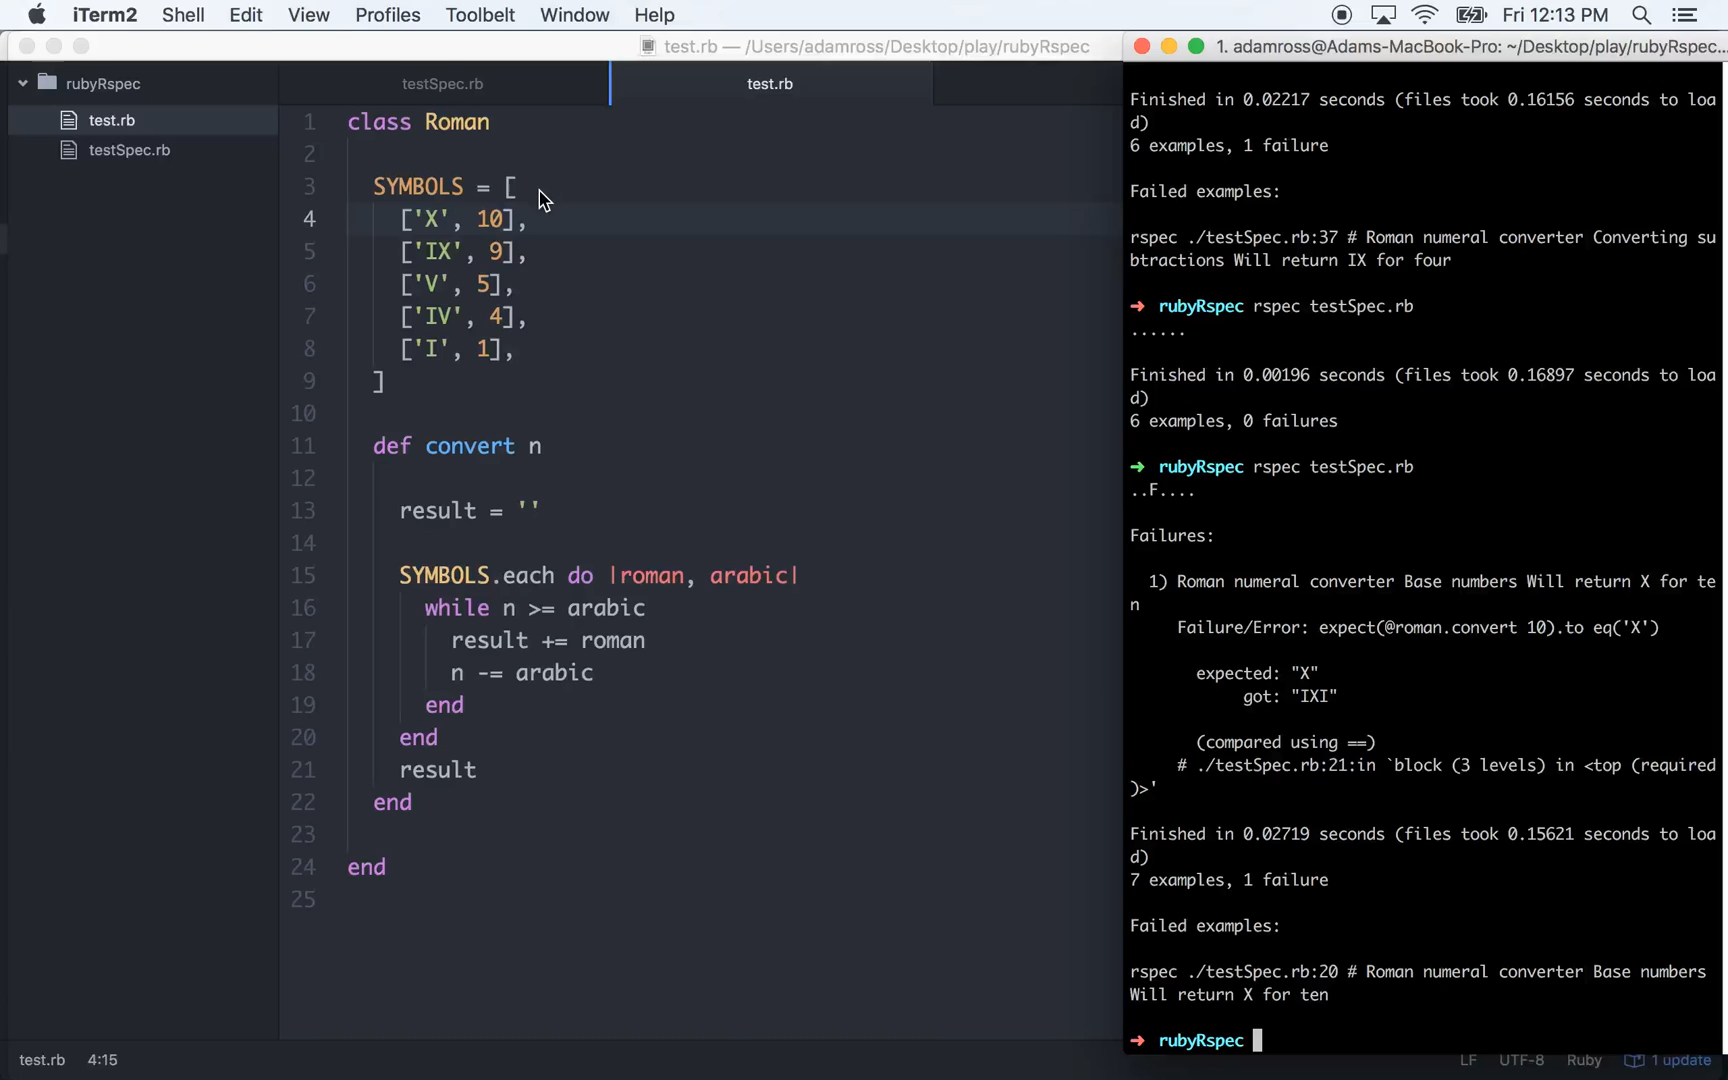 iTerm2 Shell Edit View Profiles Toolbelt Window Help Fri 12:13 PM
test.rb — /Users/adamross/Desktop/play/rubyRspec
1. adamross@Adams-MacBook-Pro: ~/Desktop/play/rubyRspec...
rubyRspec
test.rb
testSpec.rb
testSpec.rb test.rb
1 class Roman
2
3 SYMBOLS = [
4 ['X', 10],
5 ['IX', 9],
6 ['V', 5],
7 ['IV', 4],
8 ['I', 1],
9 ]
10
11 def convert n
12
13 result = ''
14
15 SYMBOLS.each do |roman, arabic|
16 while n >= arabic
17 result += roman
18 n -= arabic
19 end
20 end
21 result
22 end
23
24 end
25
Finished in 0.02217 seconds (files took 0.16156 seconds to loa
d)
6 examples, 1 failure
Failed examples:
rspec ./testSpec.rb:37 # Roman numeral converter Converting su
btractions Will return IX for four
➜ rubyRspec rspec testSpec.rb
......
Finished in 0.00196 seconds (files took 0.16897 seconds to loa
d)
6 examples, 0 failures
➜ rubyRspec rspec testSpec.rb
..F....
Failures:
1) Roman numeral converter Base numbers Will return X for te
n
Failure/Error: expect(@roman.convert 10).to eq('X')
expected: "X"
got: "IXI"
(compared using ==)
# ./testSpec.rb:21:in `block (3 levels) in <top (required
)>'
Finished in 0.02719 seconds (files took 0.15621 seconds to loa
d)
7 examples, 1 failure
Failed examples:
rspec ./testSpec.rb:20 # Roman numeral converter Base numbers
Will return X for ten
➜ rubyRspec
test.rb 4:15 LF UTF-8 Ruby 1 update